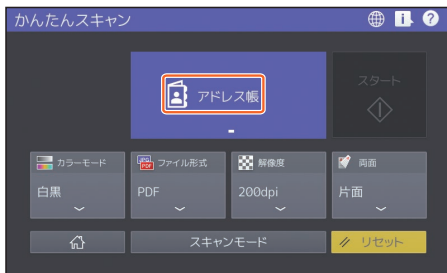 かんたんスキャン
アドレス帳
スタート
カラーモード
ファイル形式
解像度
両面
白黒
PDF
200dpi
片面
スキャンモード
リセット